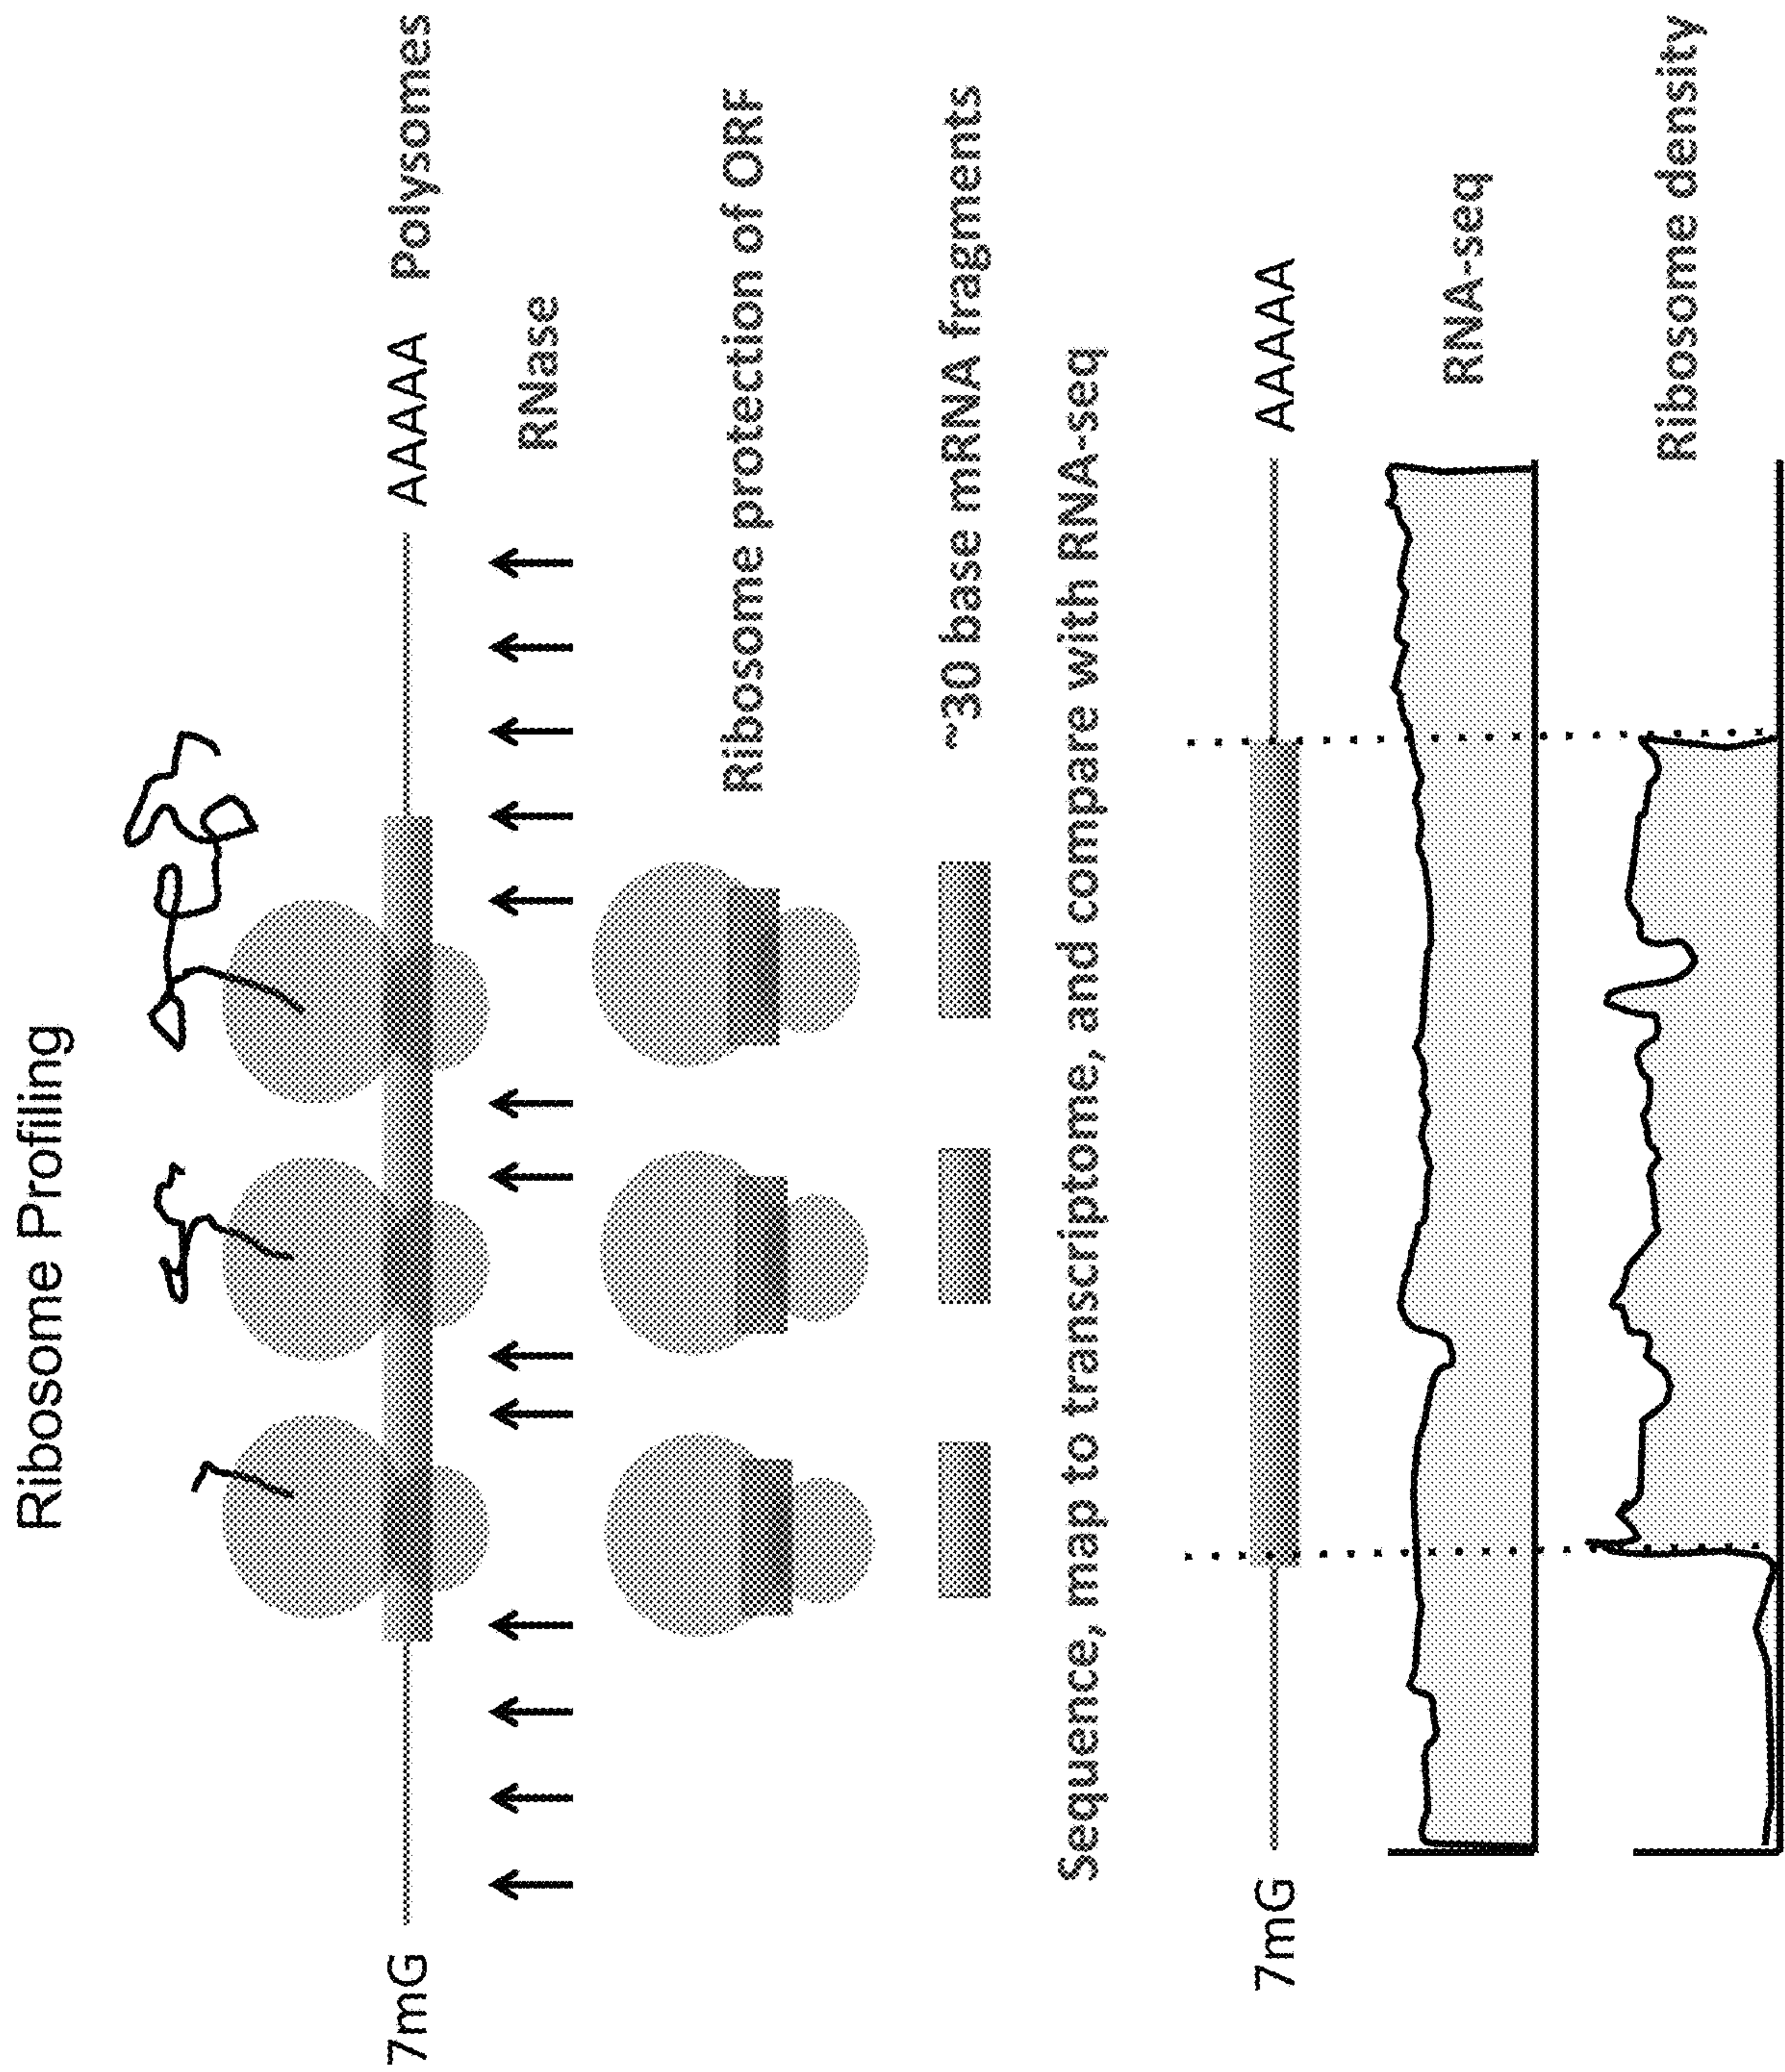 Ribosome Profiling
7mG AAAAA Polysomes
RNase
Ribosome protection of ORF
~30 base mRNA fragments
Sequence, map to transcriptome, and compare with RNA-seq
7mG AAAAA
RNA-seq
Ribosome density